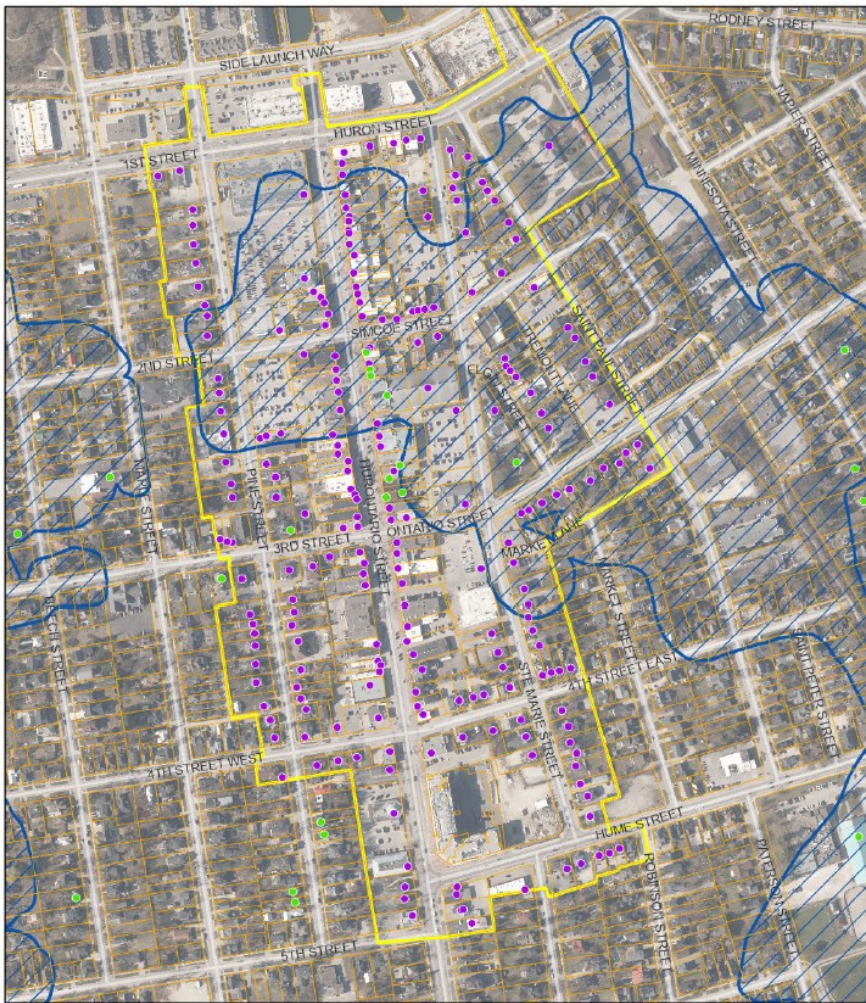 RODNEY STREET
SIDE LAUNCH WAY
NAPIER STREET
HURON STREET
1ST STREET
MINNESOTA STREET
SIMCOE STREET
SAINT PAUL STREET
TREMONT LANE
2ND STREET
ELGIN STREET
MAPLE STREET
PINE STREET
HURONTARIO STREET
ONTARIO STREET
3RD STREET
MARKET LANE
BEECH STREET
MARKET STREET
SAINT PETER STREET
4TH STREET EAST
STE MARIE STREET
4TH STREET WEST
HUME STREET
PATERSON STREET
ROBINSON STREET
5TH STREET